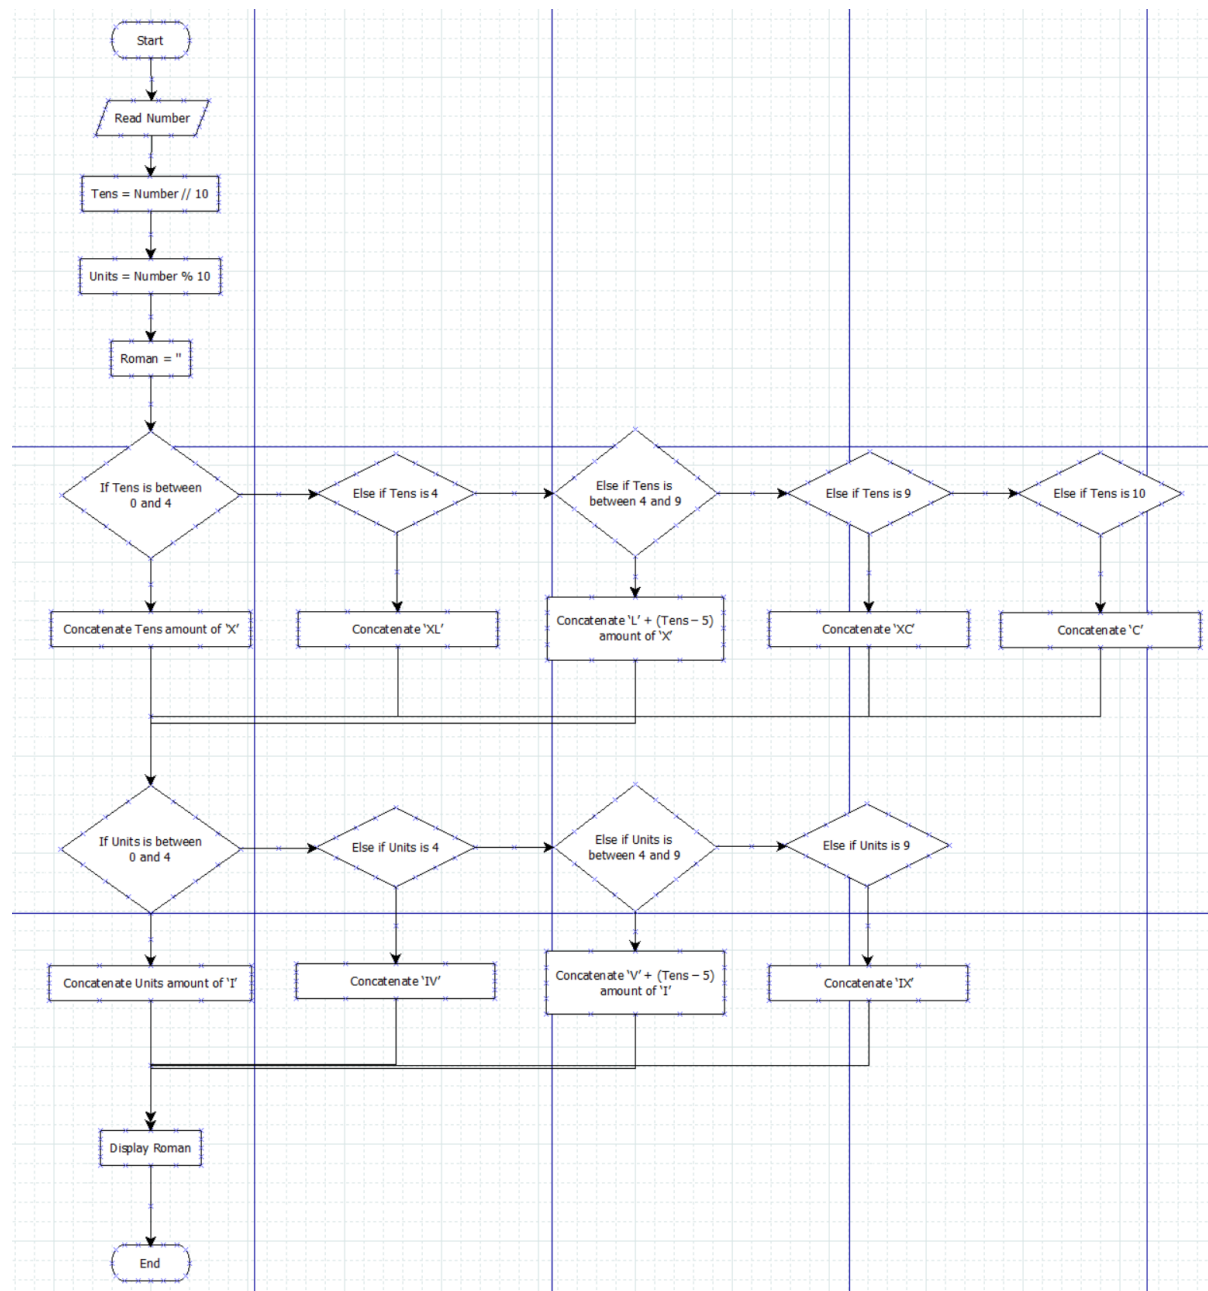 Start
Read Number
Tens = Number // 10
Units = Number % 10
Roman = ''
If Tens is between
0 and 4
Else if Tens is 4
Else if Tens is
between 4 and 9
Else if Tens is 9
Else if Tens is 10
Concatenate Tens amount of ‘X’
Concatenate ‘XL’
Concatenate ‘L’ + (Tens – 5)
amount of ‘X’
Concatenate ‘XC’
Concatenate ‘C’
If Units is between
0 and 4
Else if Units is 4
Else if Units is
between 4 and 9
Else if Units is 9
Concatenate Units amount of ‘I’
Concatenate ‘IV’
Concatenate ‘V’ + (Tens – 5)
amount of ‘I’
Concatenate ‘IX’
Display Roman
End